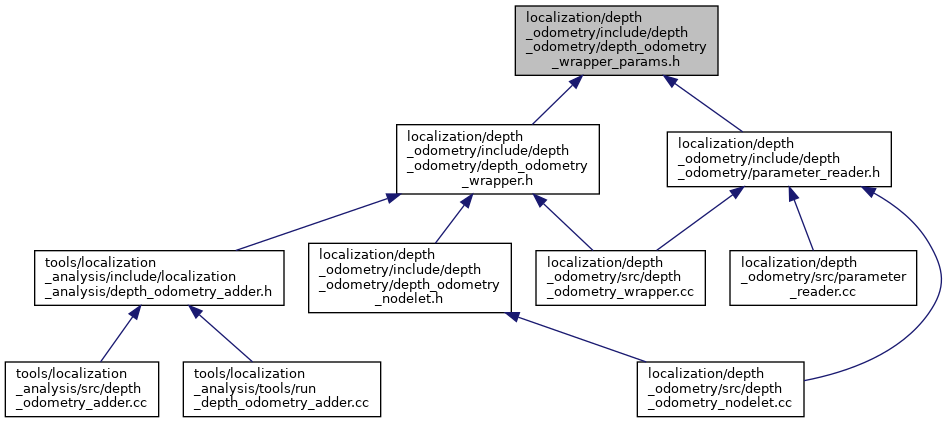 localization/depth
_odometry/include/depth
_odometry/depth_odometry
_wrapper_params.h
localization/depth
_odometry/include/depth
_odometry/depth_odometry
_wrapper.h
localization/depth
_odometry/include/depth
_odometry/parameter_reader.h
tools/localization
_analysis/include/localization
_analysis/depth_odometry_adder.h
localization/depth
_odometry/include/depth
_odometry/depth_odometry
_nodelet.h
localization/depth
_odometry/src/depth
_odometry_wrapper.cc
localization/depth
_odometry/src/parameter
_reader.cc
tools/localization
_analysis/src/depth
_odometry_adder.cc
tools/localization
_analysis/tools/run
_depth_odometry_adder.cc
localization/depth
_odometry/src/depth
_odometry_nodelet.cc